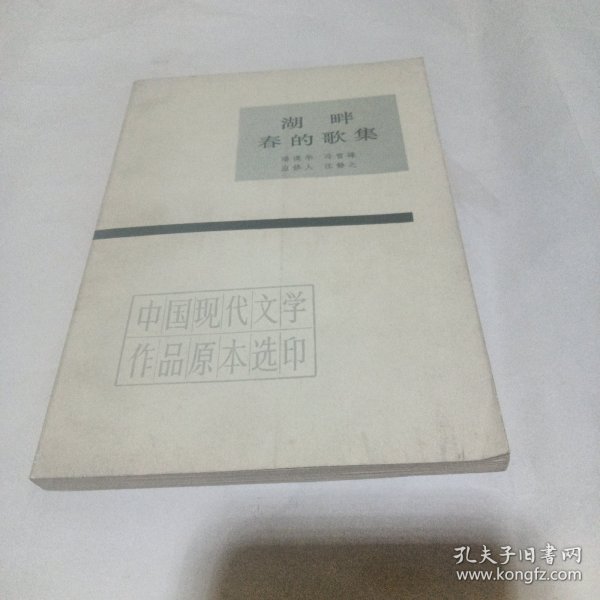 湖畔
春的歌集
潘漠华 冯雪峰
应修人 汪静之
中国现代文学
作品原本选印
孔夫子旧书网
www.kongfz.com